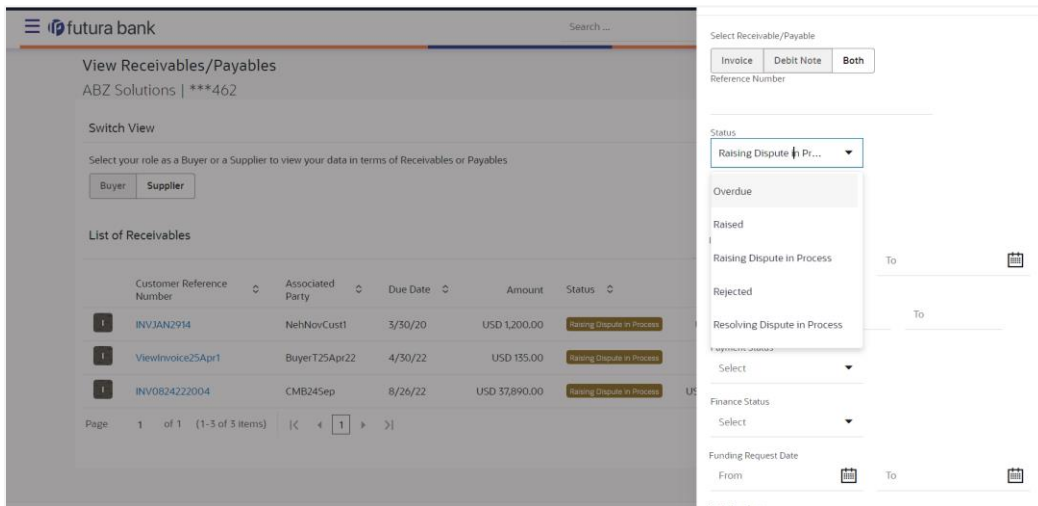 futura bank
Search ...
View Receivables/Payables
ABZ Solutions | ***462
Switch View
Select your role as a Buyer or a Supplier to view your data in terms of Receivables or Payables
Buyer Supplier
List of Receivables
Customer Reference Number Associated Party Due Date Amount Status
I INVJAN2914 NehNovCust1 3/30/20 USD 1,200.00 Raising Dispute in Process
I ViewInvoice25Apr1 BuyerT25Apr22 4/30/22 USD 135.00 Raising Dispute in Process
I INV0824222004 CMB24Sep 8/26/22 USD 37,890.00 Raising Dispute in Process
Page 1 of 1 (1-3 of 3 items) 1
Select Receivable/Payable
Invoice Debit Note Both
Reference Number
Status
Raising Dispute in Pr...
Overdue
Raised
Raising Dispute in Process
To
Rejected
To
Resolving Dispute in Process
Payment Status
Select
Finance Status
Select
Funding Request Date
From To